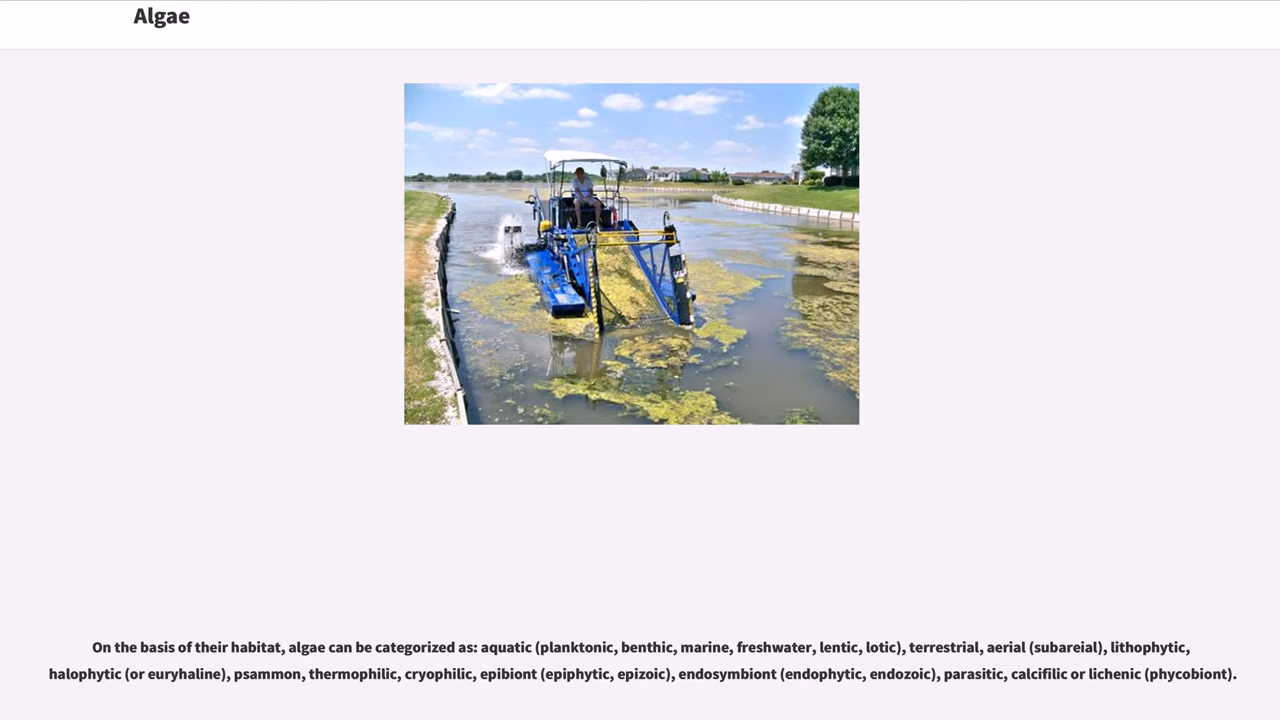 Algae
On the basis of their habitat, algae can be categorized as: aquatic (planktonic, benthic, marine, freshwater, lentic, lotic), terrestrial, aerial (subareial), lithophytic,
halophytic (or euryhaline), psammon, thermophilic, cryophilic, epibiont (epiphytic, epizoic), endosymbiont (endophytic, endozoic), parasitic, calcifilic or lichenic (phycobiont).